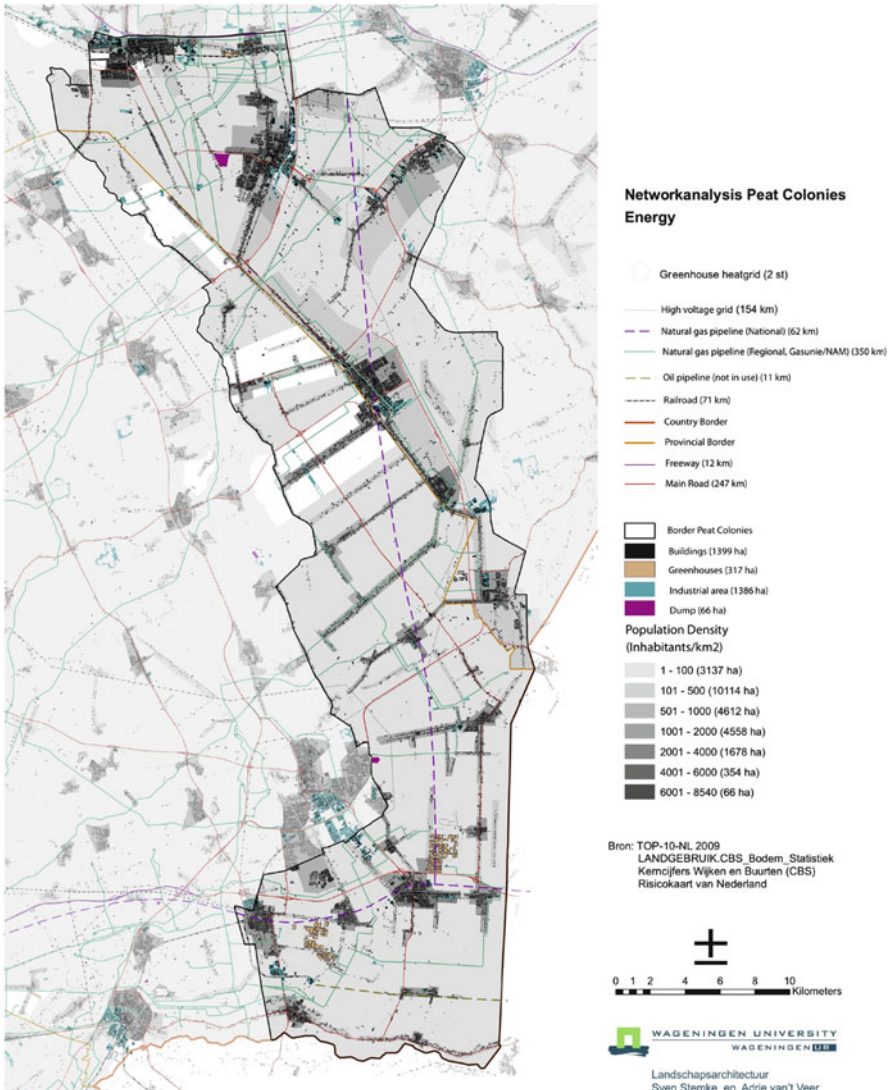 Networkanalysis Peat Colonies
Energy
Greenhouse heatgrid (2 st)
High voltage grid (154 km)
Natural gas pipeline (National) (62 km)
Natural gas pipeline (Regional, Gasunie/NAM) (350 km)
Oil pipeline (not in use) (11 km)
Railroad (71 km)
Country Border
Provincial Border
Freeway (12 km)
Main Road (247 km)
Border Peat Colonies
Buildings (1399 ha)
Greenhouses (317 ha)
Industrial area (1386 ha)
Dump (66 ha)
Population Density
(Inhabitants/km2)
1 - 100 (3137 ha)
101 - 500 (10114 ha)
501 - 1000 (4612 ha)
1001 - 2000 (4558 ha)
2001 - 4000 (1678 ha)
4001 - 6000 (354 ha)
6001 - 8540 (66 ha)
Bron: TOP-10-NL 2009
LANDGEBRUIK.CBS_Bodem_Statistiek
Kerncijfers Wijken en Buurten (CBS)
Risicokaart van Nederland
0 1 2 4 6 8 10
Kilometers
WAGENINGEN UNIVERSITY
WAGENINGEN UR
Landschapsarchitectuur
Sven Stemke en Adrie van't Veer